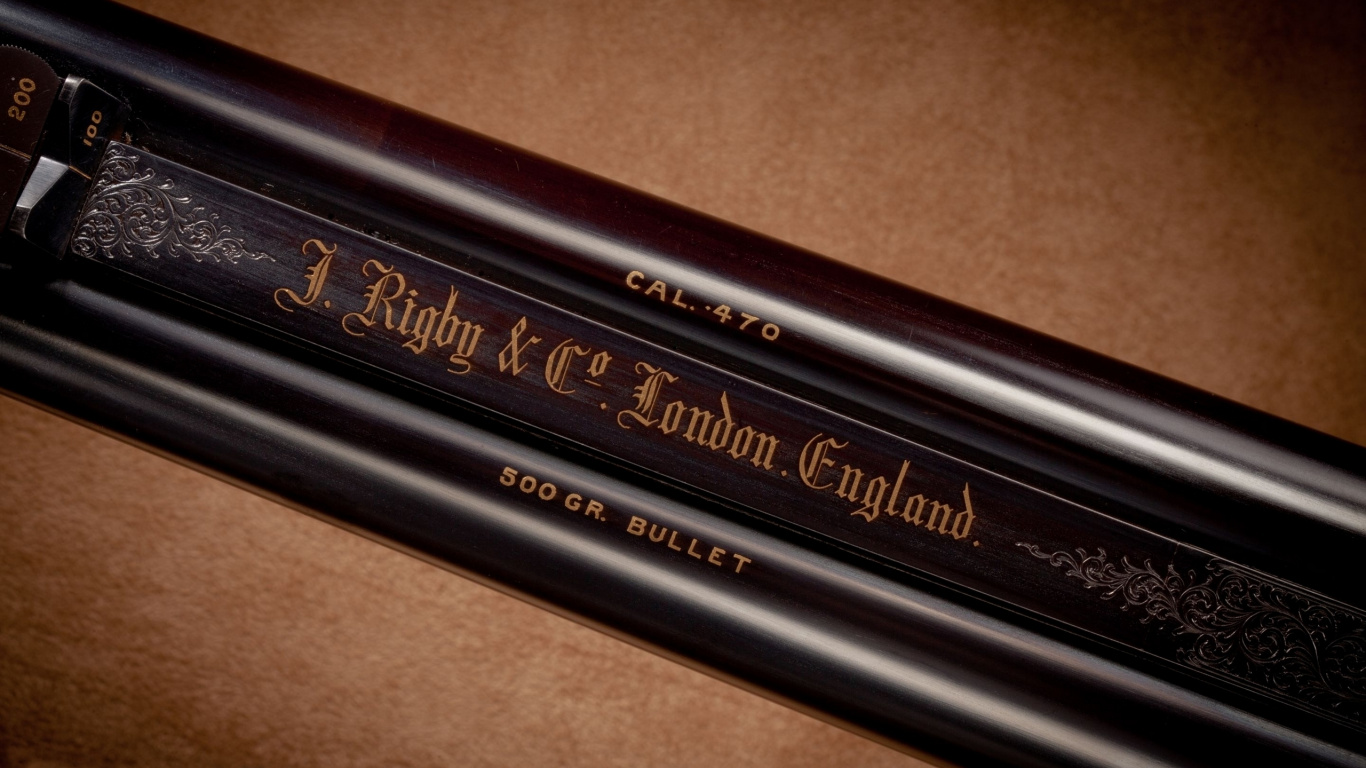 200
100
CAL. ·470
J. Rigby & Co. London. England.
500 GR. BULLET